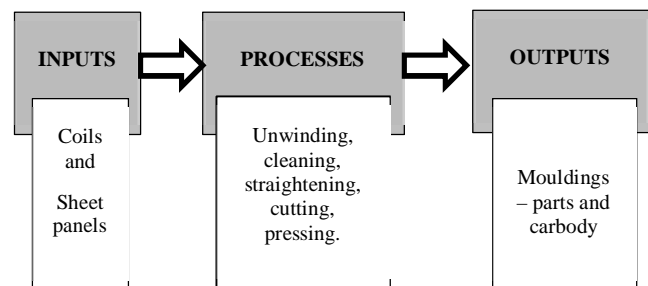 INPUTS
Coils
and
Sheet
panels
PROCESSES
Unwinding,
cleaning,
straightening,
cutting,
pressing.
OUTPUTS
Mouldings
– parts and
carbody